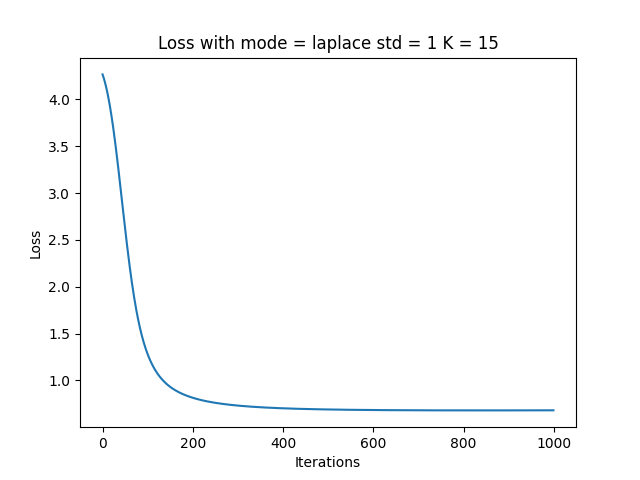 Loss with mode = laplace std = 1 K = 15
4.0
3.5
3.0
2.5
2.0
1.5
1.0
Loss
0 200 400 600 800 1000
Iterations